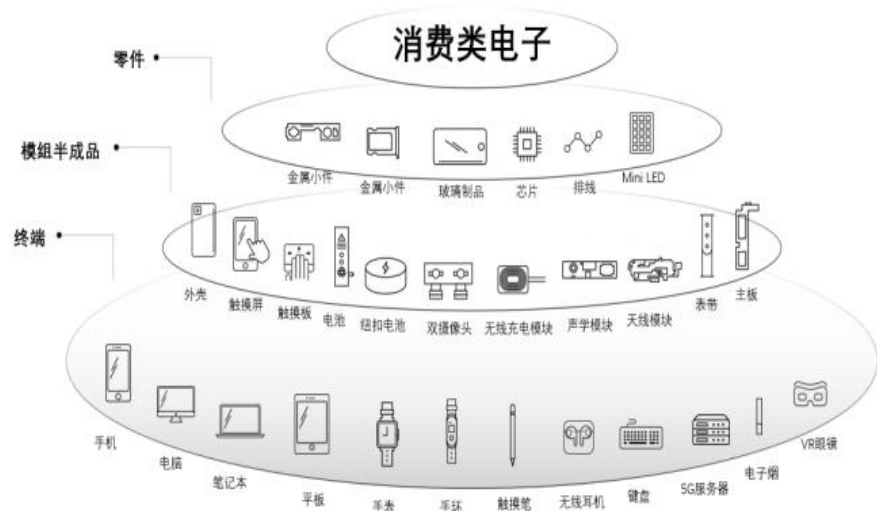 消费类电子
零件
金属小件
金属小件
玻璃制品
芯片
排线
Mini LED
模组半成品
外壳
触摸屏
触摸板
电池
纽扣电池
双摄像头
无线充电模块
声学模块
天线模块
表带
主板
终端
手机
电脑
笔记本
平板
手表
手环
触摸笔
无线耳机
键盘
5G服务器
电子烟
VR眼镜